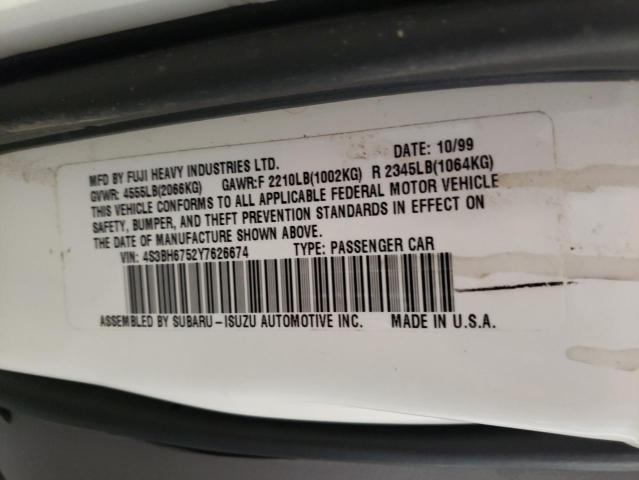 MFD BY FUJI HEAVY INDUSTRIES LTD. DATE: 10/99
GVWR: 4555LB(2066KG) GAWR:F 2210LB(1002KG) R 2345LB(1064KG)
THIS VEHICLE CONFORMS TO ALL APPLICABLE FEDERAL MOTOR VEHICLE
SAFETY, BUMPER, AND THEFT PREVENTION STANDARDS IN EFFECT ON
THE DATE OF MANUFACTURE SHOWN ABOVE.
VIN: 4S3BH6752Y7626674 TYPE: PASSENGER CAR
ASSEMBLED BY SUBARU-ISUZU AUTOMOTIVE INC. MADE IN U.S.A.